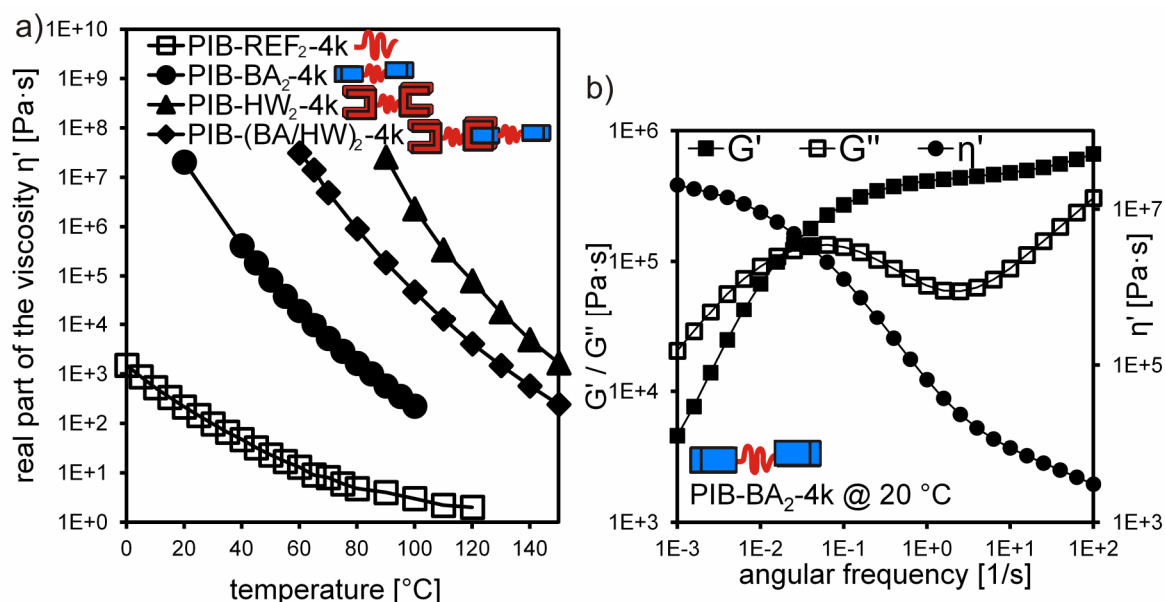 a)
real part of the viscosity η' [Pa·s]
1E+10
1E+9
1E+8
1E+7
1E+6
1E+5
1E+4
1E+3
1E+2
1E+1
1E+0
PIB-REF₂-4k
PIB-BA₂-4k
PIB-HW₂-4k
PIB-(BA/HW)₂-4k
0 20 40 60 80 100 120 140
temperature [°C]
b)
G' / G'' [Pa·s]
1E+6
1E+5
1E+4
1E+3
G' G'' η'
η' [Pa·s]
1E+7
1E+5
1E+3
PIB-BA₂-4k @ 20 °C
1E-3 1E-2 1E-1 1E+0 1E+1 1E+2
angular frequency [1/s]